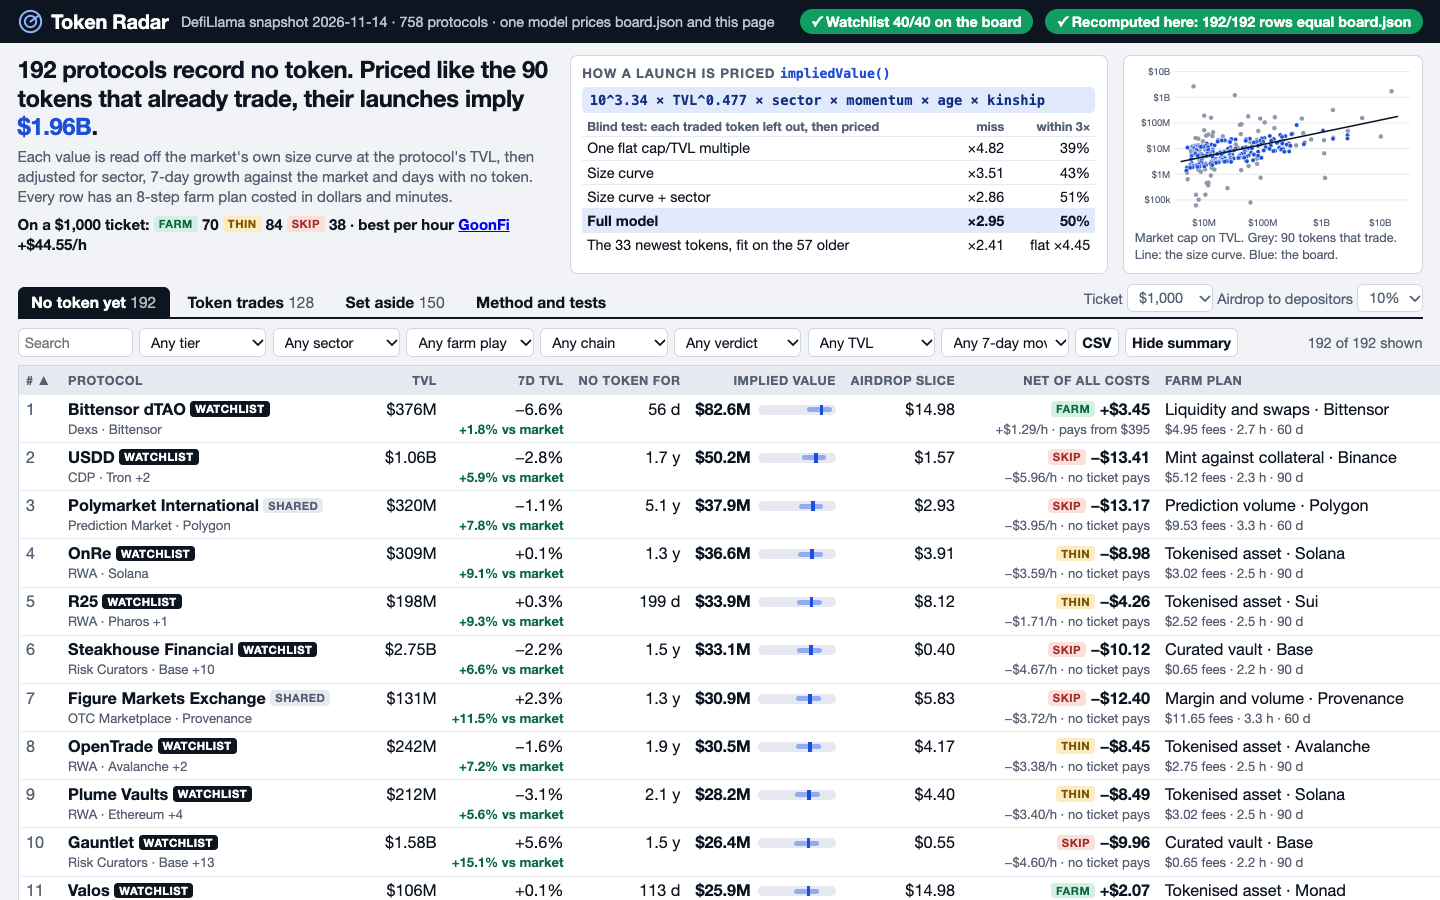 Token Radar DefiLlama snapshot 2026-11-14 · 758 protocols · one model prices board.json and this page ✓ Watchlist 40/40 on the board ✓ Recomputed here: 192/192 rows equal board.json
192 protocols record no token. Priced like the 90
tokens that already trade, their launches imply
$1.96B.
Each value is read off the market's own size curve at the protocol's TVL, then
adjusted for sector, 7-day growth against the market and days with no token.
Every row has an 8-step farm plan costed in dollars and minutes.
On a $1,000 ticket: FARM 70 THIN 84 SKIP 38 · best per hour GoonFi
+$44.55/h
HOW A LAUNCH IS PRICED impliedValue()
10^3.34 × TVL^0.477 × sector × momentum × age × kinship
Blind test: each traded token left out, then priced miss within 3×
One flat cap/TVL multiple ×4.82 39%
Size curve ×3.51 43%
Size curve + sector ×2.86 51%
Full model ×2.95 50%
The 33 newest tokens, fit on the 57 older ×2.41 flat ×4.45
$10B
$1B
$100M
$10M
$1M
$100k
$10M $100M $1B $10B
Market cap on TVL. Grey: 90 tokens that trade.
Line: the size curve. Blue: the board.
No token yet 192 Token trades 128 Set aside 150 Method and tests Ticket $1,000 Airdrop to depositors 10%
Search Any tier Any sector Any farm play Any chain Any verdict Any TVL Any 7-day mov CSV Hide summary 192 of 192 shown
# ▲ PROTOCOL TVL 7D TVL NO TOKEN FOR IMPLIED VALUE AIRDROP SLICE NET OF ALL COSTS FARM PLAN
1 Bittensor dTAO WATCHLIST $376M −6.6% 56 d $82.6M $14.98 FARM +$3.45 Liquidity and swaps · Bittensor
Dexs · Bittensor +1.8% vs market +$1.29/h · pays from $395 $4.95 fees · 2.7 h · 60 d
2 USDD WATCHLIST $1.06B −2.8% 1.7 y $50.2M $1.57 SKIP −$13.41 Mint against collateral · Binance
CDP · Tron +2 +5.9% vs market −$5.96/h · no ticket pays $5.12 fees · 2.3 h · 90 d
3 Polymarket International SHARED $320M −1.1% 5.1 y $37.9M $2.93 SKIP −$13.17 Prediction volume · Polygon
Prediction Market · Polygon +7.8% vs market −$3.95/h · no ticket pays $9.53 fees · 3.3 h · 60 d
4 OnRe WATCHLIST $309M +0.1% 1.3 y $36.6M $3.91 THIN −$8.98 Tokenised asset · Solana
RWA · Solana +9.1% vs market −$3.59/h · no ticket pays $3.02 fees · 2.5 h · 90 d
5 R25 WATCHLIST $198M +0.3% 199 d $33.9M $8.12 THIN −$4.26 Tokenised asset · Sui
RWA · Pharos +1 +9.3% vs market −$1.71/h · no ticket pays $2.52 fees · 2.5 h · 90 d
6 Steakhouse Financial WATCHLIST $2.75B −2.2% 1.5 y $33.1M $0.40 SKIP −$10.12 Curated vault · Base
Risk Curators · Base +10 +6.6% vs market −$4.67/h · no ticket pays $0.65 fees · 2.2 h · 90 d
7 Figure Markets Exchange SHARED $131M +2.3% 1.3 y $30.9M $5.83 SKIP −$12.40 Margin and volume · Provenance
OTC Marketplace · Provenance +11.5% vs market −$3.72/h · no ticket pays $11.65 fees · 3.3 h · 60 d
8 OpenTrade WATCHLIST $242M −1.6% 1.9 y $30.5M $4.17 THIN −$8.45 Tokenised asset · Avalanche
RWA · Avalanche +2 +7.2% vs market −$3.38/h · no ticket pays $2.75 fees · 2.5 h · 90 d
9 Plume Vaults WATCHLIST $212M −3.1% 2.1 y $28.2M $4.40 THIN −$8.49 Tokenised asset · Solana
RWA · Ethereum +4 +5.6% vs market −$3.40/h · no ticket pays $3.02 fees · 2.5 h · 90 d
10 Gauntlet WATCHLIST $1.58B +5.6% 1.5 y $26.4M $0.55 SKIP −$9.96 Curated vault · Base
Risk Curators · Base +13 +15.1% vs market −$4.60/h · no ticket pays $0.65 fees · 2.2 h · 90 d
11 Valos WATCHLIST $106M +0.1% 113 d $25.9M $14.98 FARM +$2.07 Tokenised asset · Monad